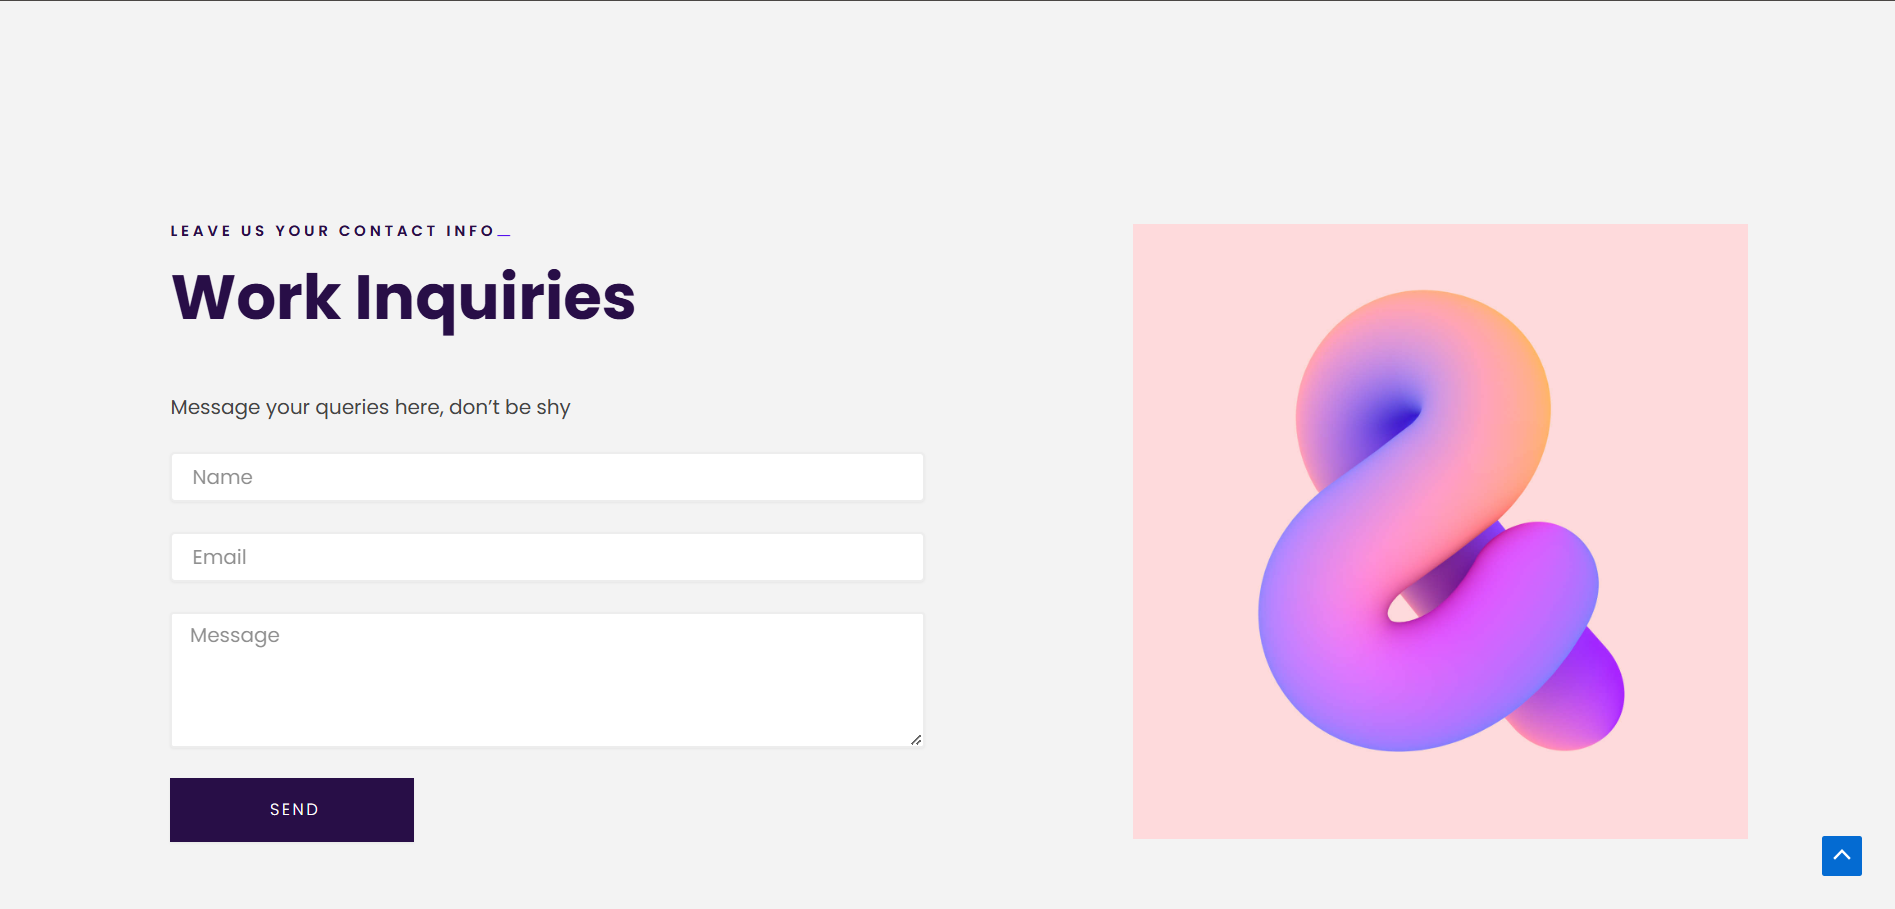 LEAVE US YOUR CONTACT INFO_
Work Inquiries
Message your queries here, don’t be shy
Name
Email
Message
SEND